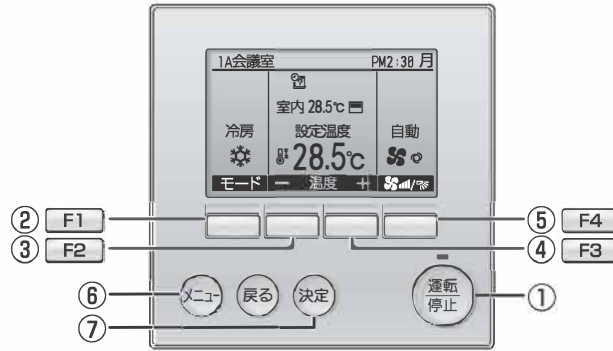 1A会議室 PM2:30 月
室内 28.5℃
冷房 設定温度 自動
28.5℃
モード － 温度 ＋
② F1
③ F2
⑤ F4
④ F3
⑥ メニュー 戻る 決定 運転 ①
停止
⑦